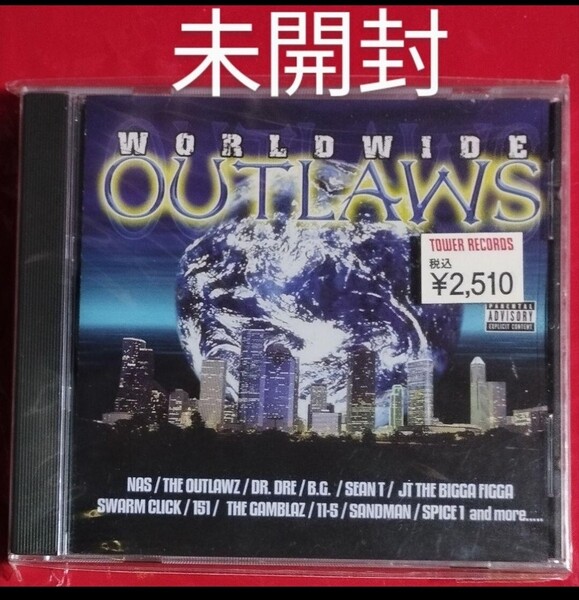 未開封
WORLDWIDE
OUTLAWS
TOWER RECORDS
税込
¥2,510
PARENTAL
ADVISORY
EXPLICIT CONTENT
NAS / THE OUTLAWZ / DR. DRE / B.G. / SEAN T / JT THE BIGGA FIGGA
SWARM CLICK / 151 / THE GAMBLAZ / 11-5 / SANDMAN / SPICE 1 and more.....